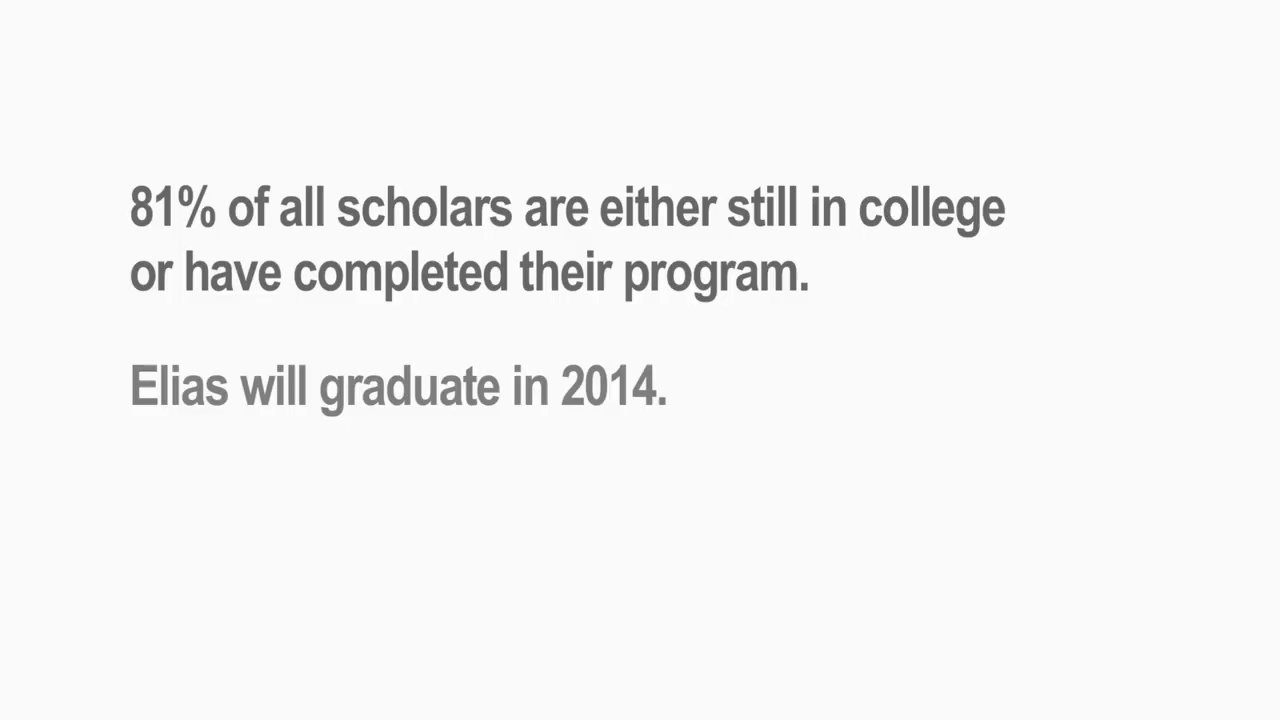 81% of all scholars are either still in college
or have completed their program.
Elias will graduate in 2014.